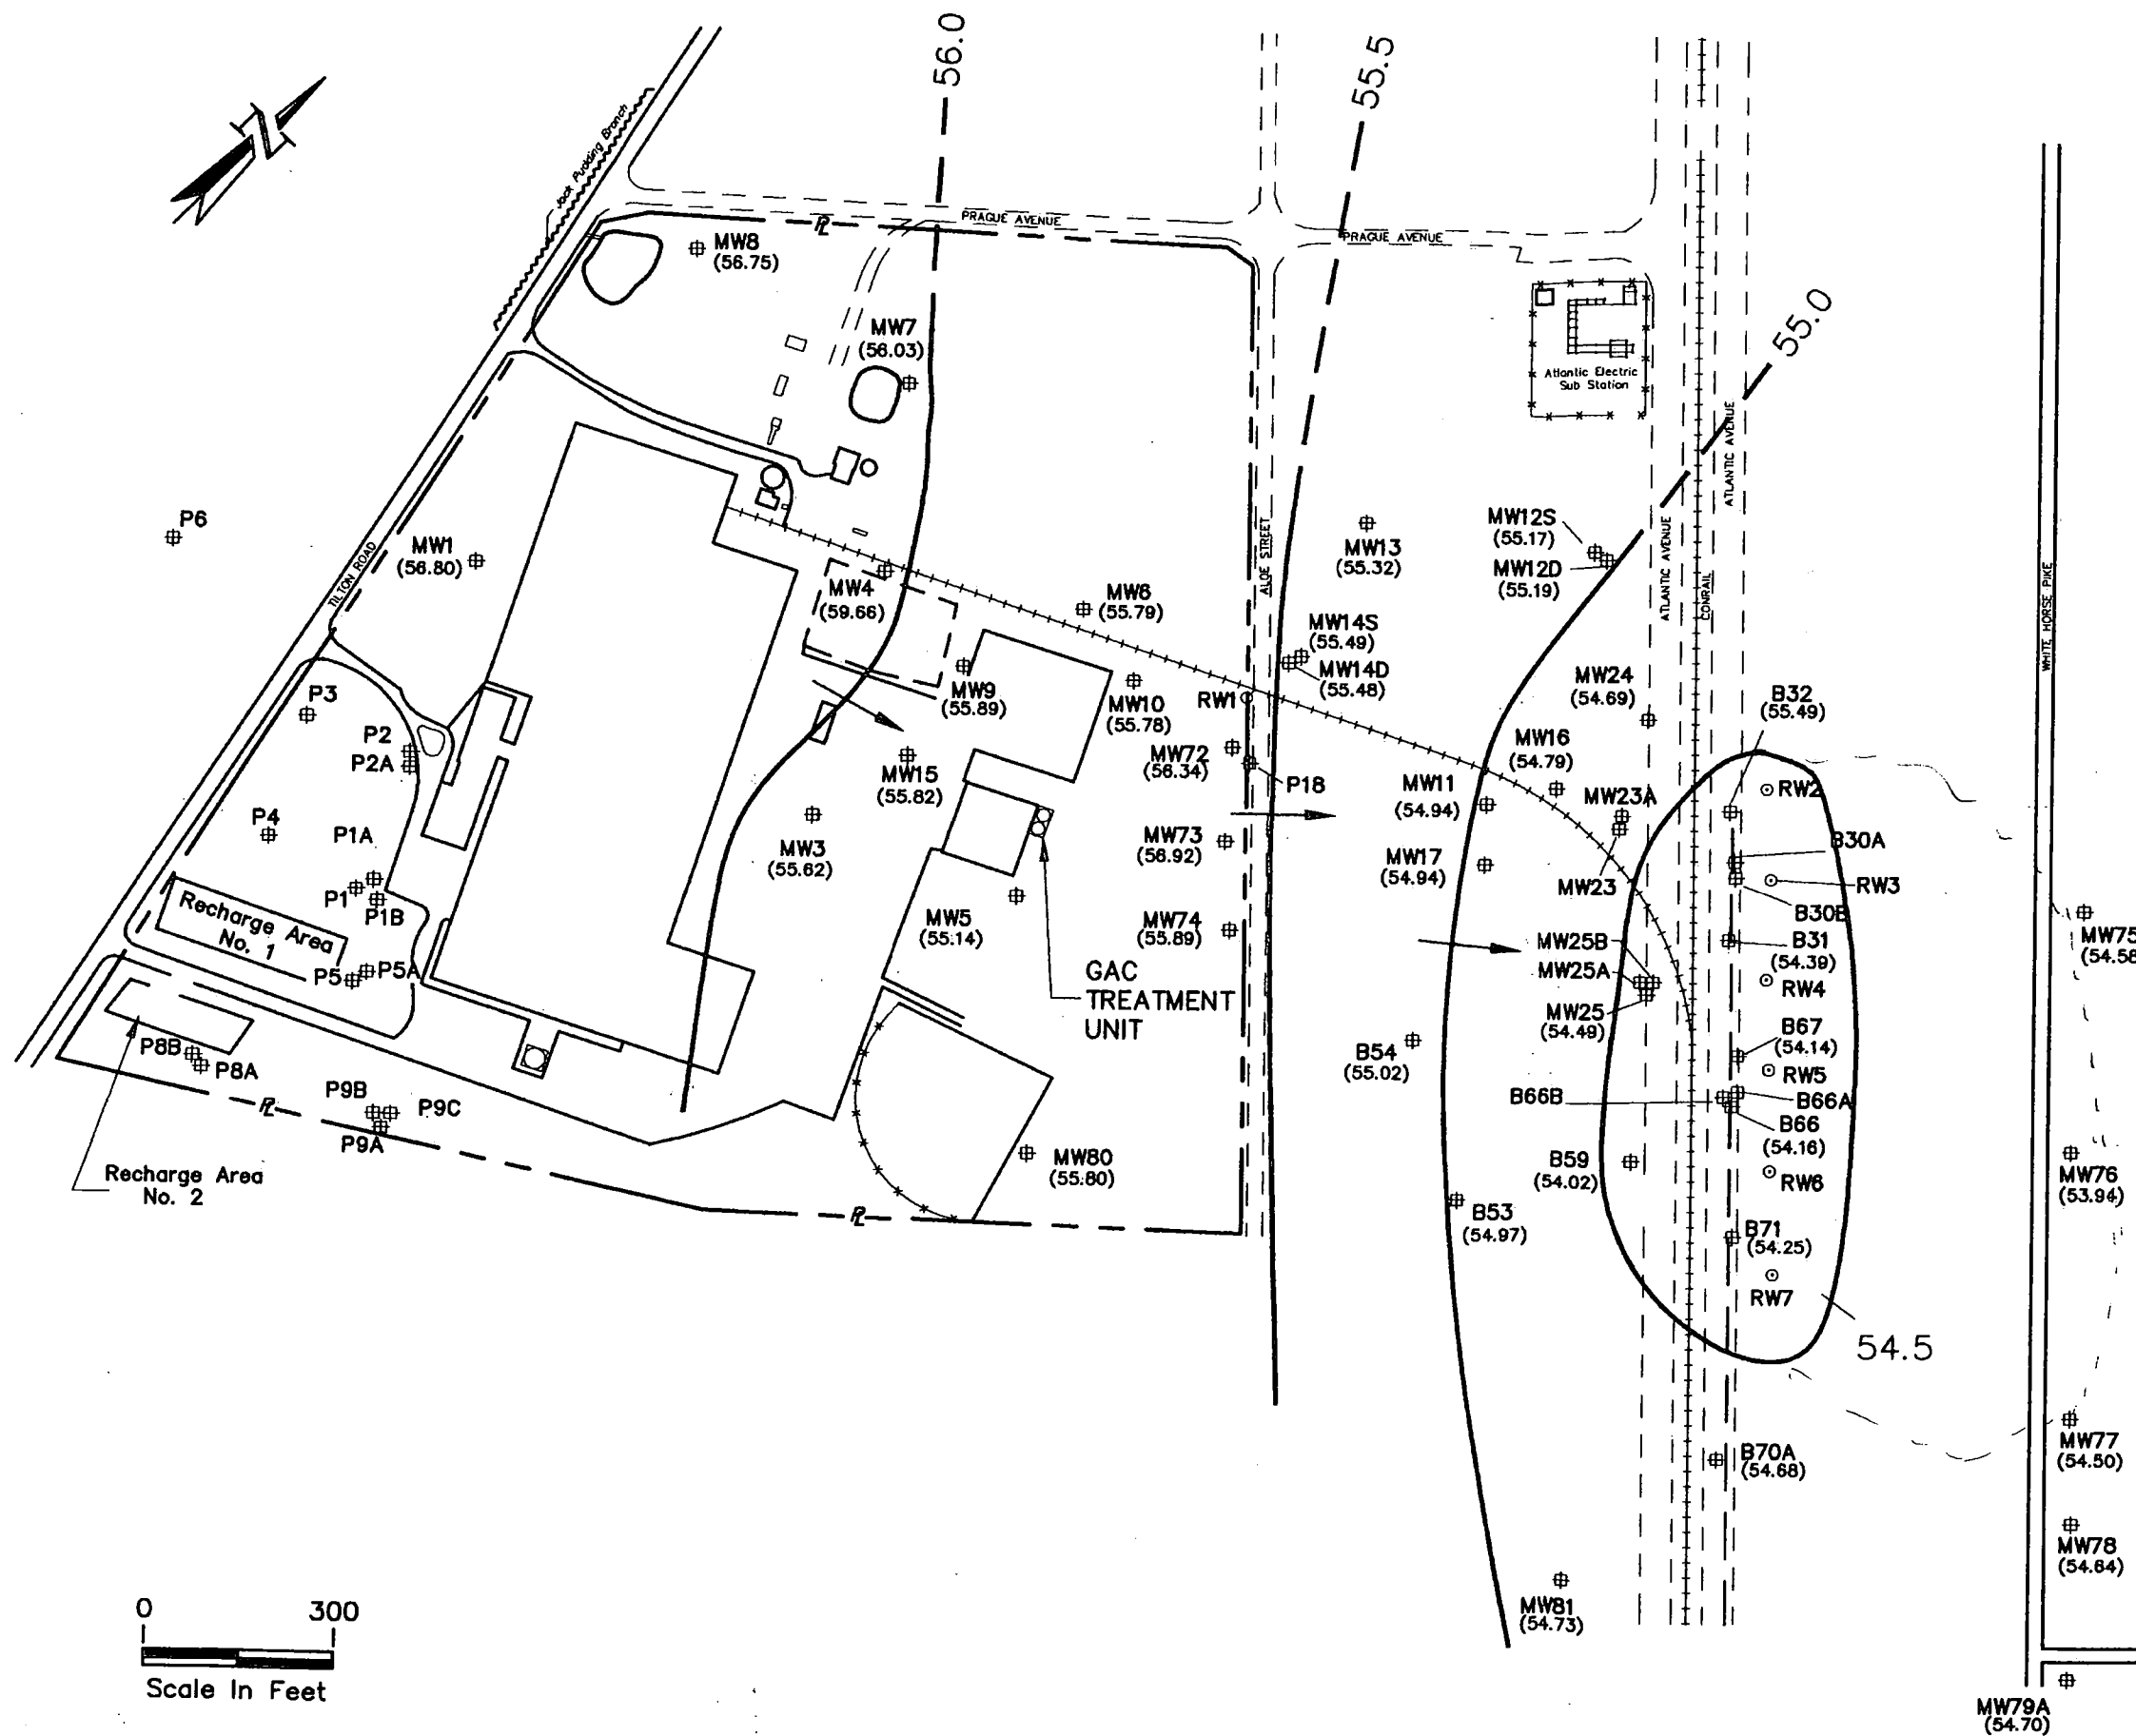 56.0
55.5
Jack Pudding Branch
N
PRAGUE AVENUE
PRAGUE AVENUE
PL
MW8
(56.75)
MW7
(56.03)
55.0
Atlantic Electric
Sub Station
ATLANTIC AVENUE
ATLANTIC AVENUE
CONRAIL
WHITE HORSE PIKE
ALOE STREET
TILTON ROAD
P6
MW1
(56.80)
MW4
(59.66)
MW6
(55.79)
MW13
(55.32)
MW12S
(55.17)
MW12D
(55.19)
MW14S
(55.49)
MW14D
(55.48)
MW9
(55.89)
MW10
(55.78)
RW1
MW24
(54.69)
B32
(55.49)
P3
P2
P2A
MW15
(55.82)
MW72
(56.34)
P18
MW16
(54.79)
MW11
(54.94)
MW23A
RW2
P4
P1A
MW3
(55.62)
MW73
(56.92)
MW17
(54.94)
MW23
B30A
RW3
P1
P1B
B30B
Recharge Area
No. 1
MW5
(55.14)
MW74
(55.89)
MW25B
MW25A
MW25
(54.49)
B31
(54.39)
RW4
MW75
(54.58
P5
P5A
GAC
TREATMENT
UNIT
B54
(55.02)
B67
(54.14)
RW5
P8B
P8A
P9B
P9C
P9A
PL
B66B
B66A
B66
(54.16)
MW80
(55.80)
B59
(54.02)
RW6
MW76
(53.94)
Recharge Area
No. 2
PL
B53
(54.97)
B71
(54.25)
RW7
54.5
B70A
(54.68)
MW77
(54.50)
MW78
(54.64)
MW81
(54.73)
0 300
Scale In Feet
MW79A
(54.70)